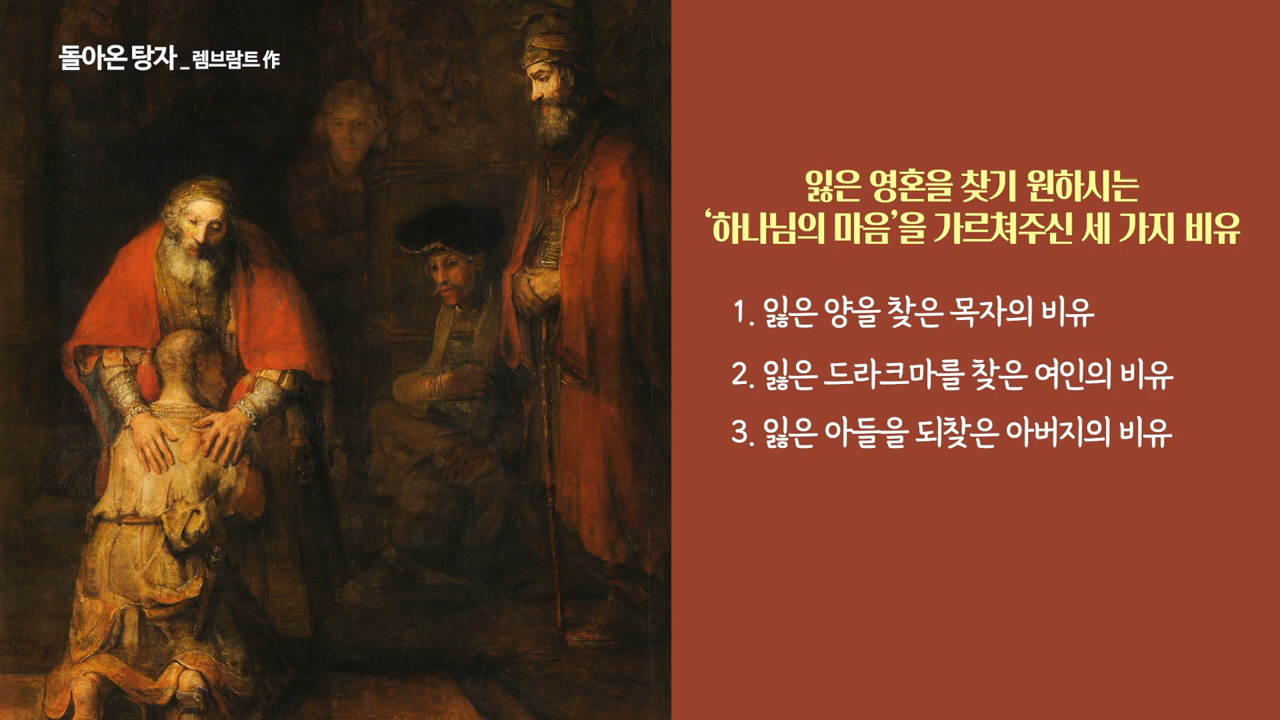 돌아온 탕자 _ 렘브람트 作
잃은 영혼을 찾기 원하시는
‘하나님의 마음’을 가르쳐주신 세 가지 비유
1. 잃은 양을 찾은 목자의 비유
2. 잃은 드라크마를 찾은 여인의 비유
3. 잃은 아들을 되찾은 아버지의 비유